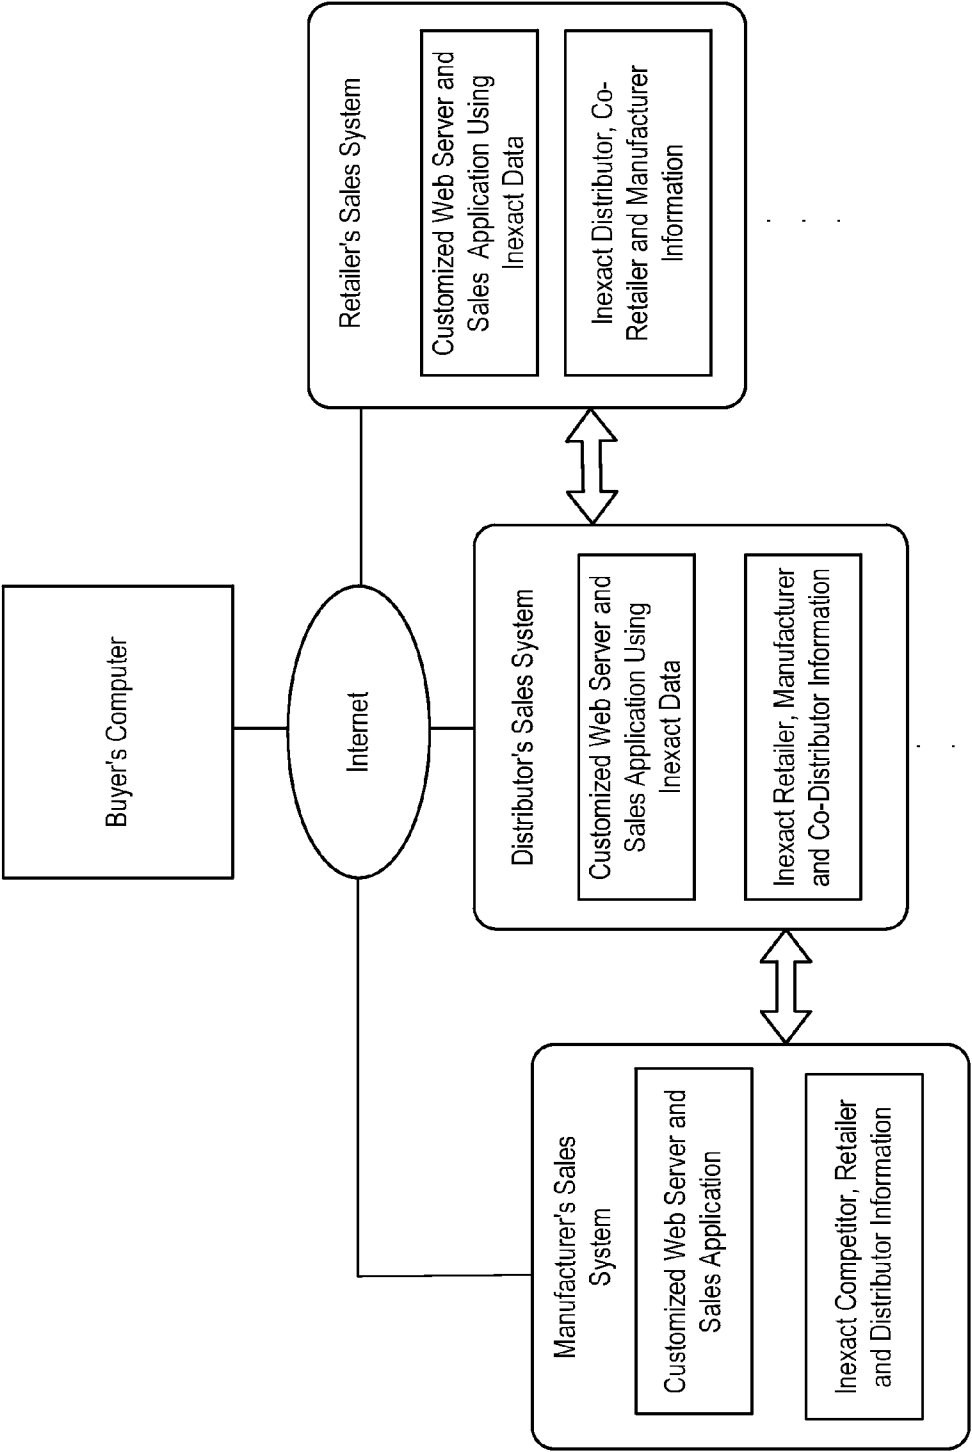 Buyer's Computer
Internet
Manufacturer's Sales
System
Customized Web Server and
Sales Application
Inexact Competitor, Retailer
and Distributor Information
Distributor's Sales System
Customized Web Server and
Sales Application Using
Inexact Data
Inexact Retailer, Manufacturer
and Co-Distributor Information
Retailer's Sales System
Customized Web Server and
Sales Application Using
Inexact Data
Inexact Distributor, Co-
Retailer and Manufacturer
Information